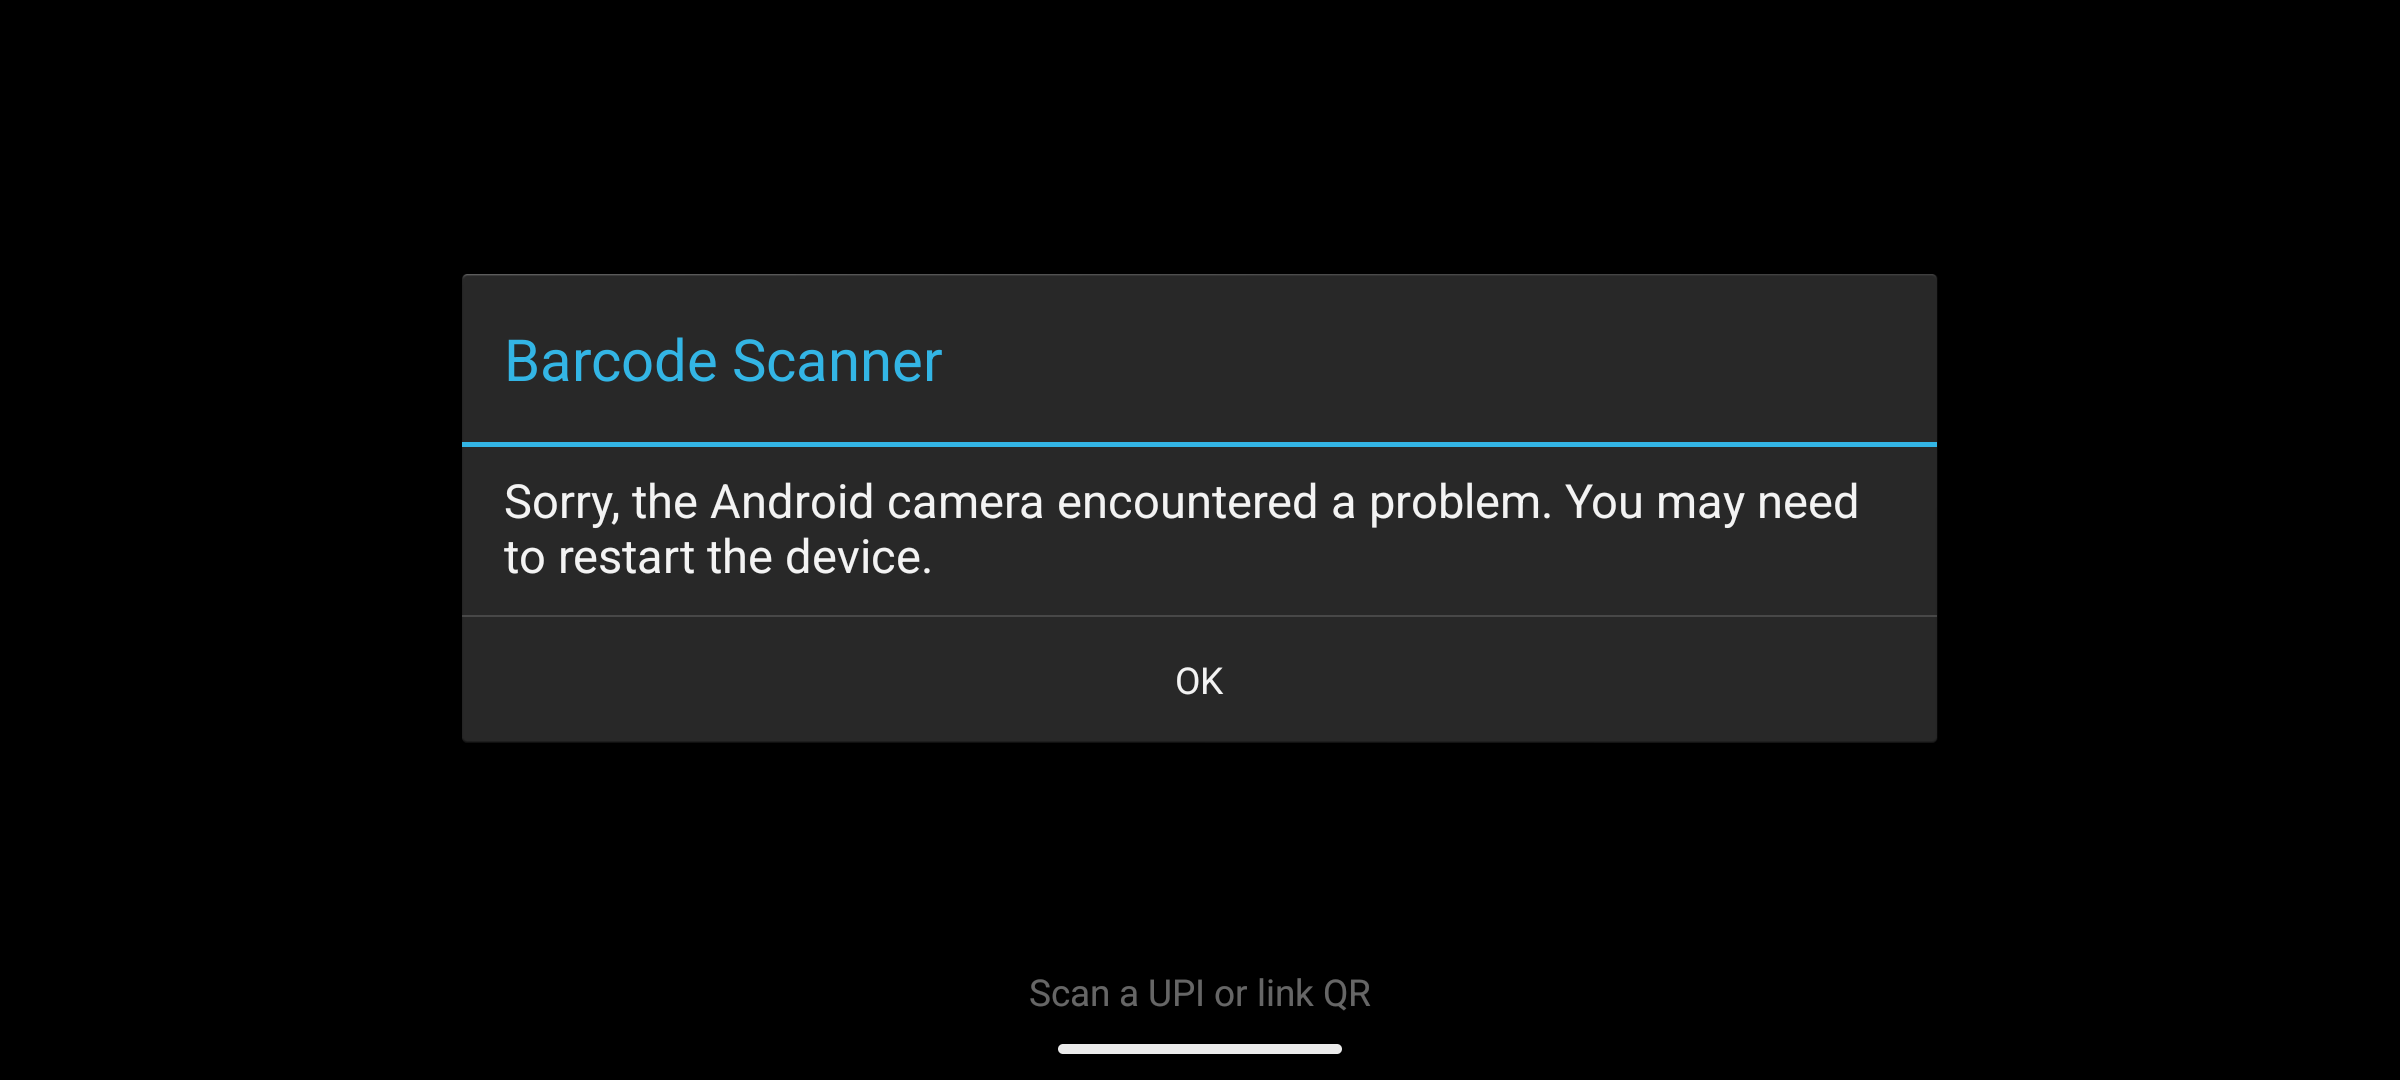 Barcode Scanner
Sorry, the Android camera encountered a problem. You may need
to restart the device.
OK
Scan a UPI or link QR